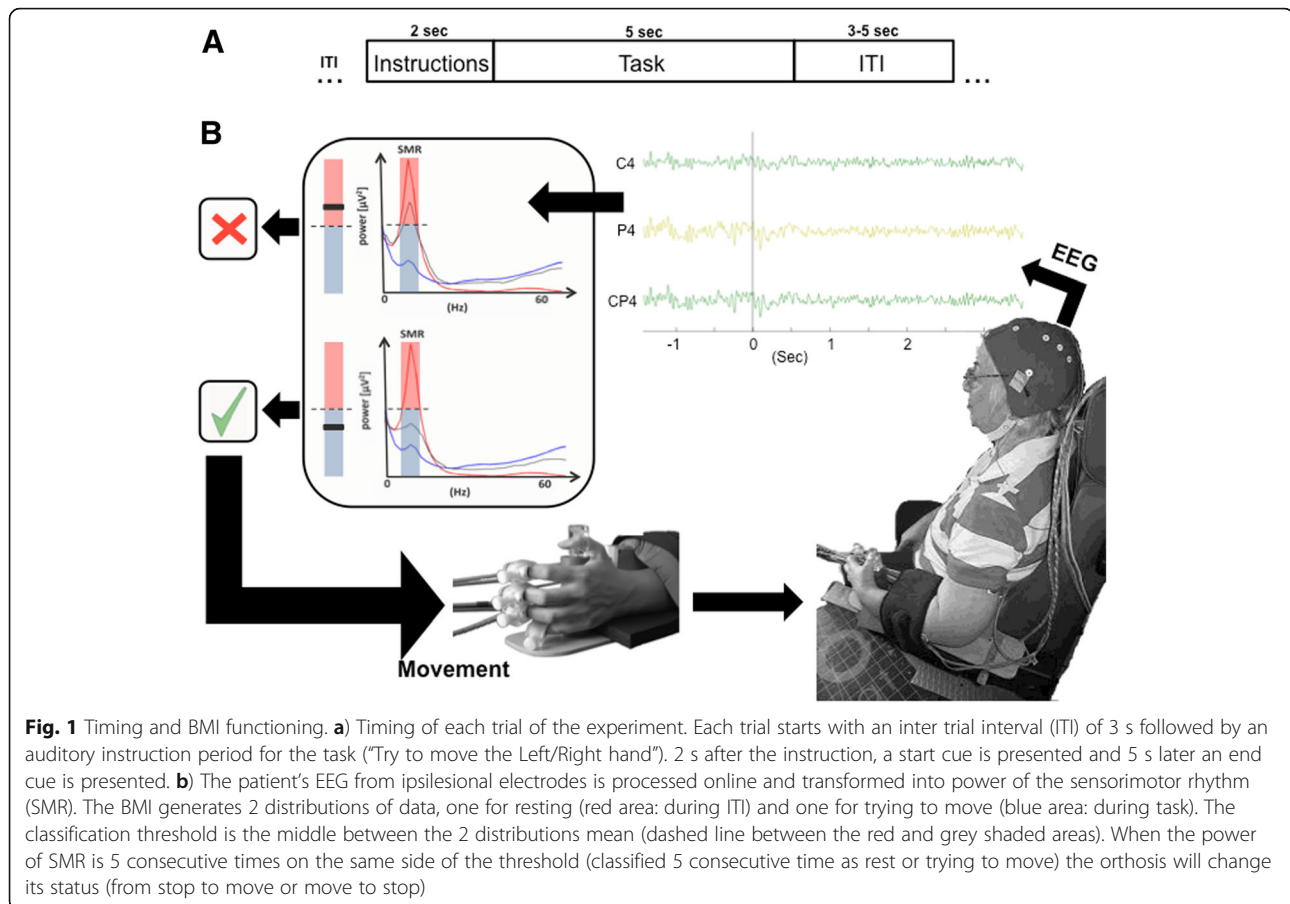 A
2 sec
5 sec
3-5 sec
ITI
...
Instructions
Task
ITI
...
B
SMR
power [µV²]
0
60
(Hz)
SMR
power [µV²]
0
60
(Hz)
C4
P4
CP4
-1
0
1
2
(Sec)
EEG
Movement
Fig. 1 Timing and BMI functioning. a) Timing of each trial of the experiment. Each trial starts with an inter trial interval (ITI) of 3 s followed by an
auditory instruction period for the task ("Try to move the Left/Right hand"). 2 s after the instruction, a start cue is presented and 5 s later an end
cue is presented. b) The patient's EEG from ipsilesional electrodes is processed online and transformed into power of the sensorimotor rhythm
(SMR). The BMI generates 2 distributions of data, one for resting (red area: during ITI) and one for trying to move (blue area: during task). The
classification threshold is the middle between the 2 distributions mean (dashed line between the red and grey shaded areas). When the power
of SMR is 5 consecutive times on the same side of the threshold (classified 5 consecutive time as rest or trying to move) the orthosis will change
its status (from stop to move or move to stop)